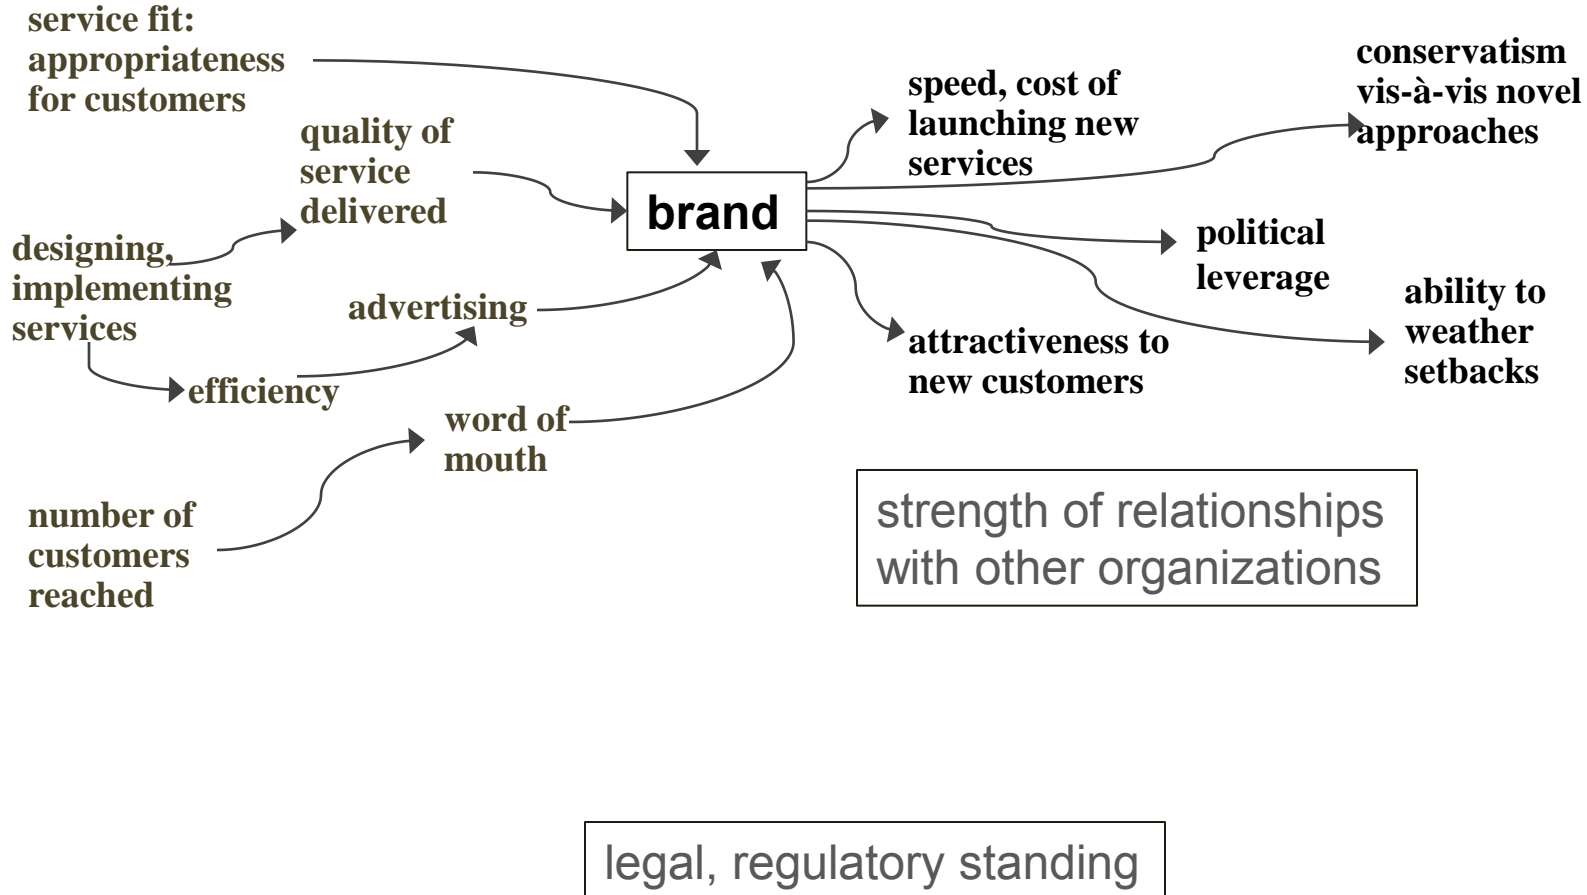 service fit:
appropriateness
for customers
quality of
service
delivered
designing,
implementing
services
advertising
efficiency
word of
mouth
number of
customers
reached
brand
speed, cost of
launching new
services
conservatism
vis-à-vis novel
approaches
political
leverage
ability to
weather
setbacks
attractiveness to
new customers
strength of relationships
with other organizations
legal, regulatory standing